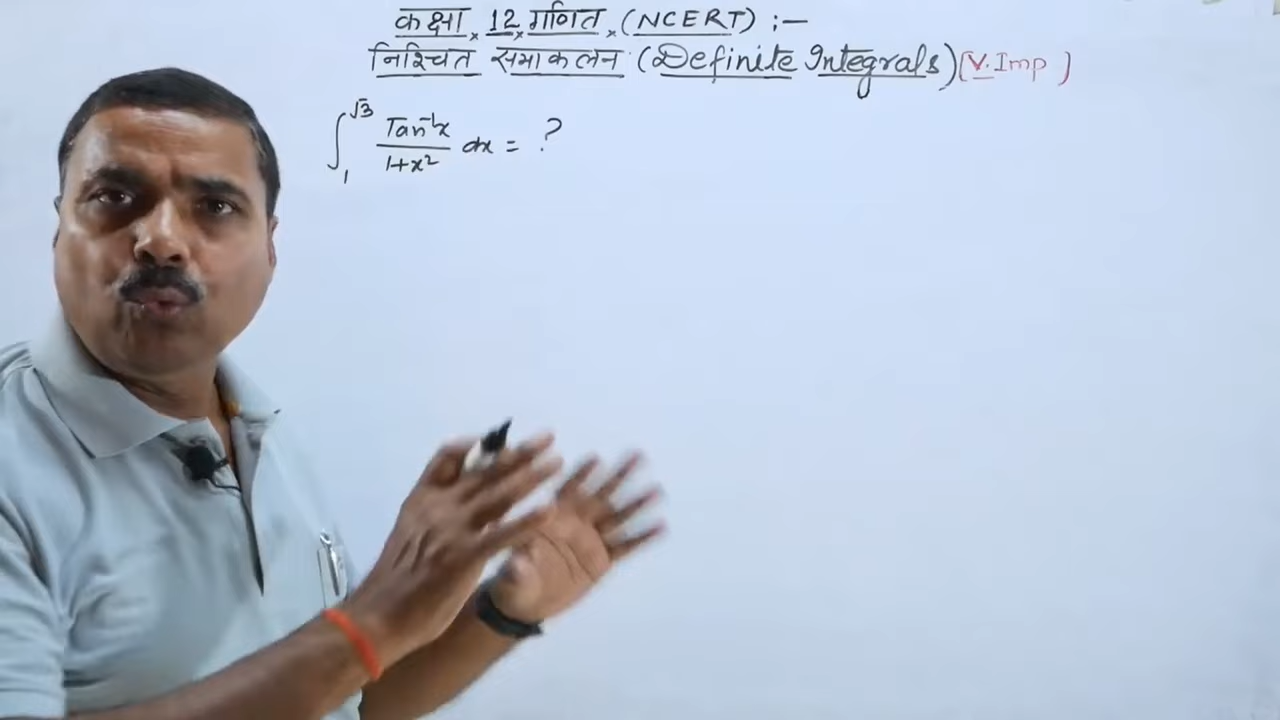 कक्षा × 12 × गणित × (NCERT) :-
निश्चित समाकलन (Definite Integrals) [V. Imp )
∫₁^√3 Tan⁻¹x / 1+x² dx = ?